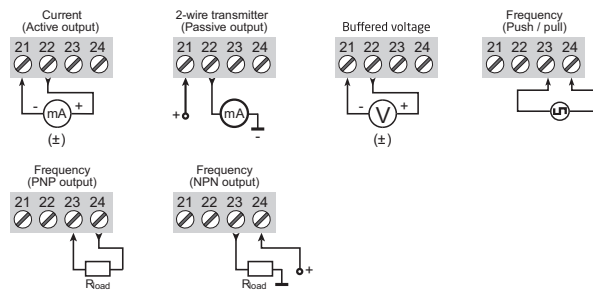 Current
(Active output)
21 22 23 24
- mA +
(±)
2-wire transmitter
(Passive output)
21 22 23 24
+ mA
-
Buffered voltage
21 22 23 24
- V +
(±)
Frequency
(Push / pull)
21 22 23 24
Frequency
(PNP output)
21 22 23 24
Rload
Frequency
(NPN output)
21 22 23 24
+
Rload